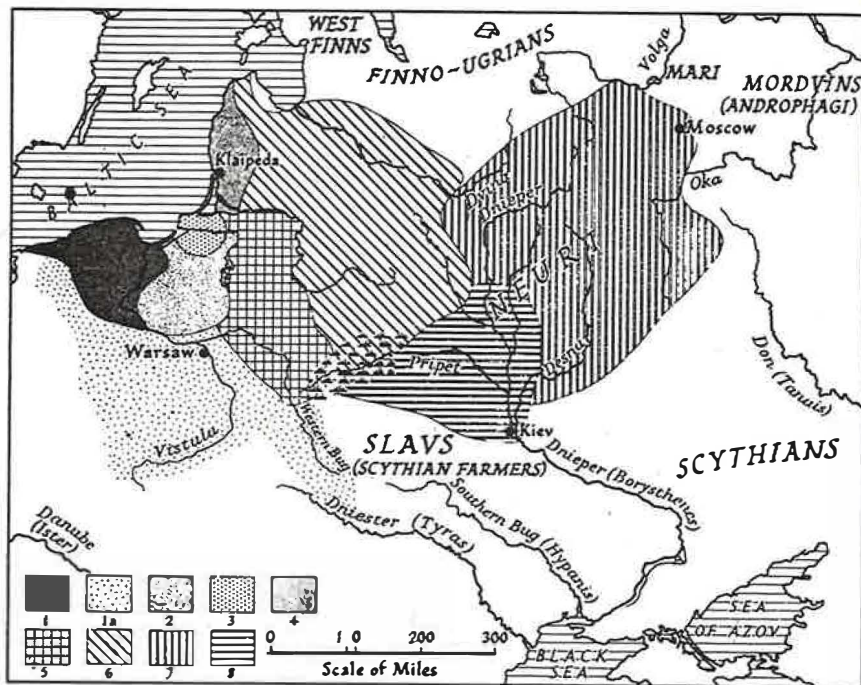 WEST
FINNS
FINNO-UGRIANS
Volga
MARI
MORDVINS
(ANDROPHAGI)
Moscow
BALTIC SEA
Klaipeda
Oka
Dnieper
NEURI
Warsaw
Pripet
Desna
Don (Tanais)
Western Bug
Kiev
Vistula
SLAVS
(SCYTHIAN FARMERS)
SCYTHIANS
Dnieper (Borysthenes)
Danube
(Ister)
Dniester (Tyras)
Southern Bug (Hypanis)
1 1a 2 3 4
5 6 7 8
0 100 200 300
Scale of Miles
SEA
OF AZOV
BLACK
SEA